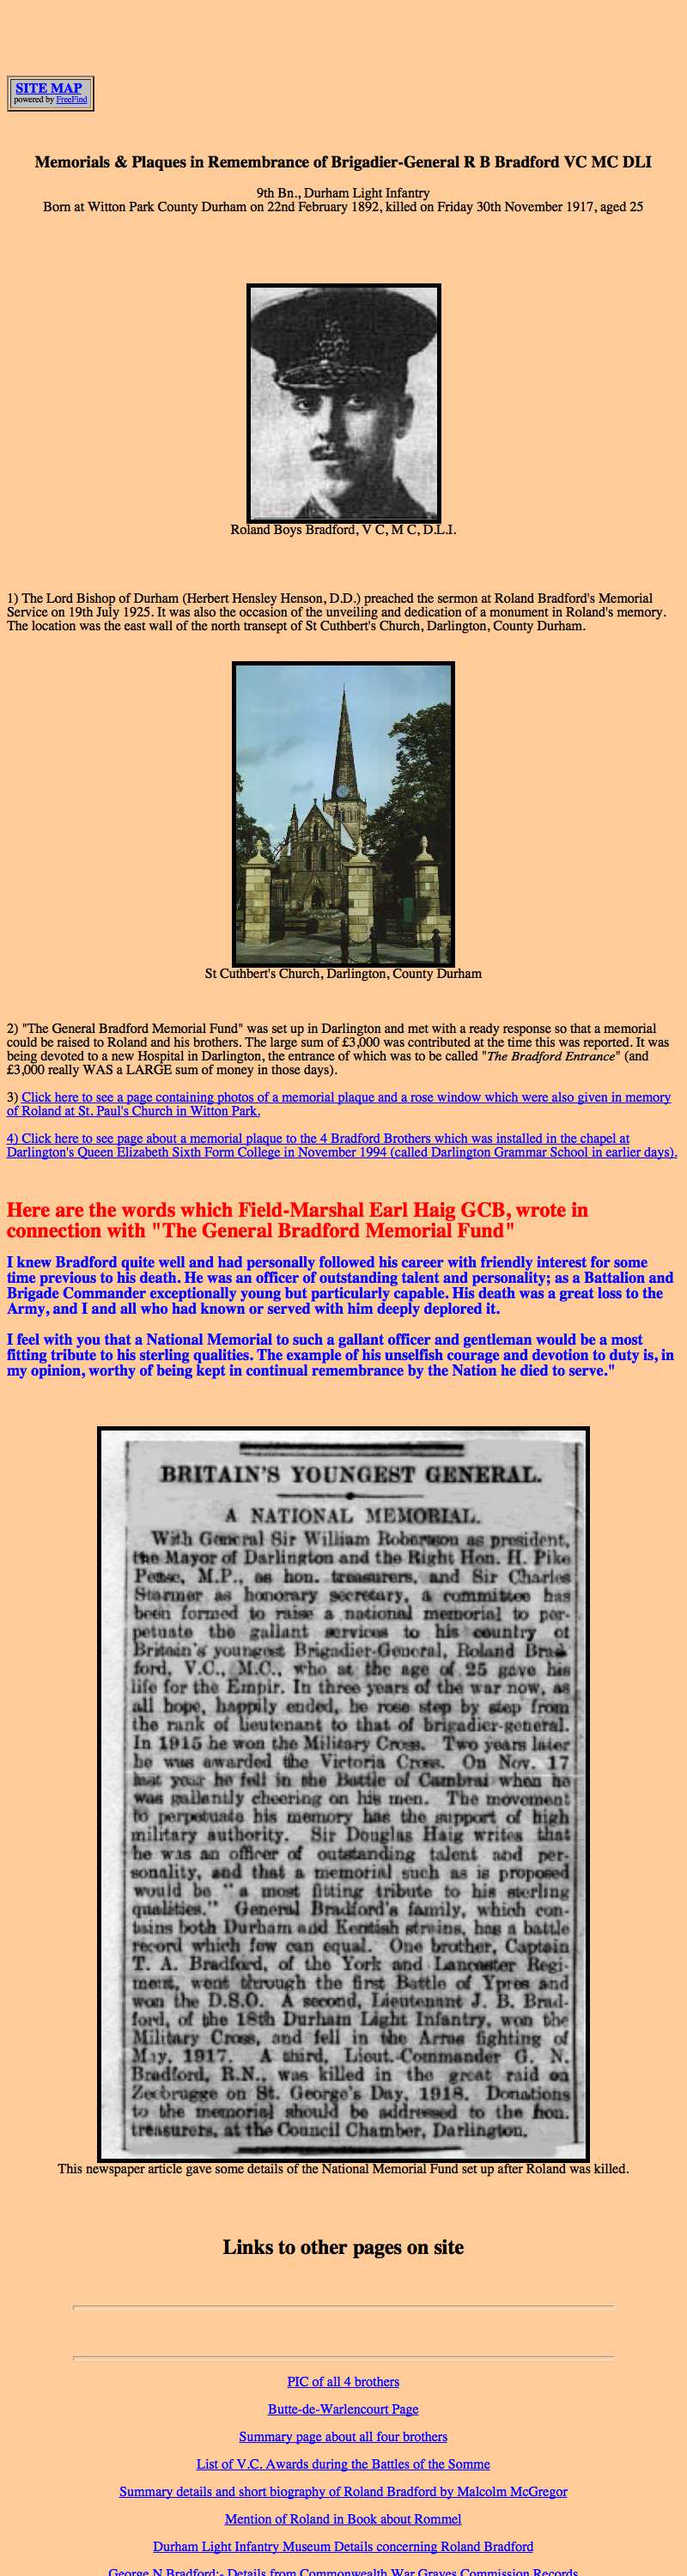 SITE MAP
powered by FreeFind
Memorials & Plaques in Remembrance of Brigadier-General R B Bradford VC MC DLI
9th Bn., Durham Light Infantry
Born at Witton Park County Durham on 22nd February 1892, killed on Friday 30th November 1917, aged 25
Roland Boys Bradford, V C, M C, D.L.I.
1) The Lord Bishop of Durham (Herbert Hensley Henson, D.D.) preached the sermon at Roland Bradford's Memorial
Service on 19th July 1925. It was also the occasion of the unveiling and dedication of a monument in Roland's memory.
The location was the east wall of the north transept of St Cuthbert's Church, Darlington, County Durham.
St Cuthbert's Church, Darlington, County Durham
2) "The General Bradford Memorial Fund" was set up in Darlington and met with a ready response so that a memorial
could be raised to Roland and his brothers. The large sum of £3,000 was contributed at the time this was reported. It was
being devoted to a new Hospital in Darlington, the entrance of which was to be called "The Bradford Entrance" (and
£3,000 really WAS a LARGE sum of money in those days).
3) Click here to see a page containing photos of a memorial plaque and a rose window which were also given in memory
of Roland at St. Paul's Church in Witton Park.
4) Click here to see page about a memorial plaque to the 4 Bradford Brothers which was installed in the chapel at
Darlington's Queen Elizabeth Sixth Form College in November 1994 (called Darlington Grammar School in earlier days).
Here are the words which Field-Marshal Earl Haig GCB, wrote in
connection with "The General Bradford Memorial Fund"
I knew Bradford quite well and had personally followed his career with friendly interest for some
time previous to his death. He was an officer of outstanding talent and personality; as a Battalion and
Brigade Commander exceptionally young but particularly capable. His death was a great loss to the
Army, and I and all who had known or served with him deeply deplored it.
I feel with you that a National Memorial to such a gallant officer and gentleman would be a most
fitting tribute to his sterling qualities. The example of his unselfish courage and devotion to duty is, in
my opinion, worthy of being kept in continual remembrance by the Nation he died to serve."
BRITAIN'S YOUNGEST GENERAL.
A NATIONAL MEMORIAL.
With General Sir William Robertson as president,
the Mayor of Darlington and the Right Hon. H. Pike
Pease, M.P., as hon. treasurers, and Sir Charles
Starmer as honorary secretary, a committee has
been formed to raise a national memorial to per-
petuate the gallant services to his country of
Britain's youngest Brigadier-General, Roland Brad-
ford, V.C., M.C., who at the age of 25 gave his
life for the Empir. In three years of the war now, as
all hope, happily ended, he rose step by step from
the rank of lieutenant to that of brigadier-general.
In 1915 he won the Military Cross. Two years later
he was awarded the Victoria Cross. On Nov. 17
last year he fell in the Battle of Cambrai when he
was gallantly cheering on his men. The movement
to perpetuate his memory has the support of high
military authority. Sir Douglas Haig writes that
he was an officer of outstanding talent and per-
sonality, and that a memorial such as is proposed
would be "a most fitting tribute to his sterling
qualities." General Bradford's family, which con-
tains both Durham and Kentish strains, has a battle
record which few can equal. One brother, Captain
T. A. Bradford, of the York and Lancaster Regi-
ment, went through the first Battle of Ypres and
won the D.S.O. A second, Lieutenant J. B. Brad-
ford, of the 18th Durham Light Infantry, won the
Military Cross, and fell in the Arras fighting of
May, 1917. A third, Lieut.-Commander G. N.
Bradford, R.N., was killed in the great raid on
Zeebrugge on St. George's Day, 1918. Donations
to the memorial should be addressed to the hon.
treasurers, at the Council Chamber, Darlington.
This newspaper article gave some details of the National Memorial Fund set up after Roland was killed.
Links to other pages on site
PIC of all 4 brothers
Butte-de-Warlencourt Page
Summary page about all four brothers
List of V.C. Awards during the Battles of the Somme
Summary details and short biography of Roland Bradford by Malcolm McGregor
Mention of Roland in Book about Rommel
Durham Light Infantry Museum Details concerning Roland Bradford
George N Bradford:- Details from Commonwealth War Graves Commission Records